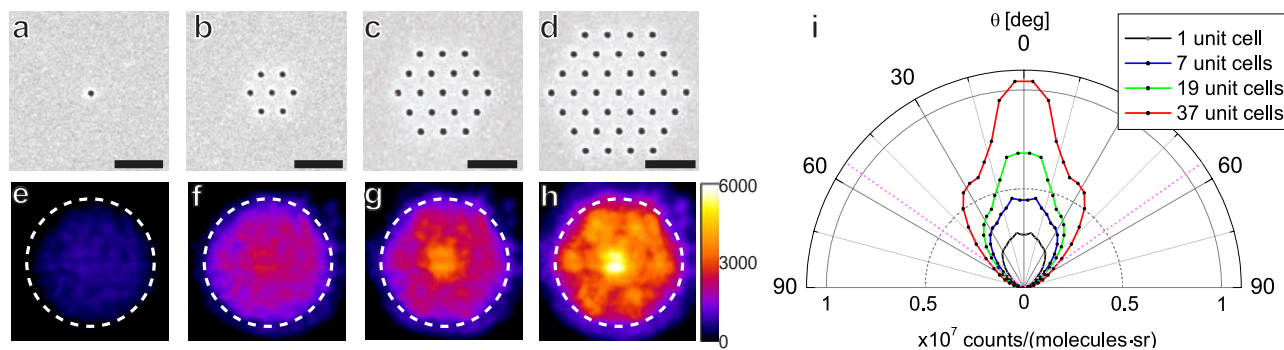 a
b
c
d
e
f
g
h
6000
3000
0
i
θ [deg]
0
30
60
90
60
90
1
0.5
0
0.5
1
x10⁷ counts/(molecules·sr)
1 unit cell
7 unit cells
19 unit cells
37 unit cells